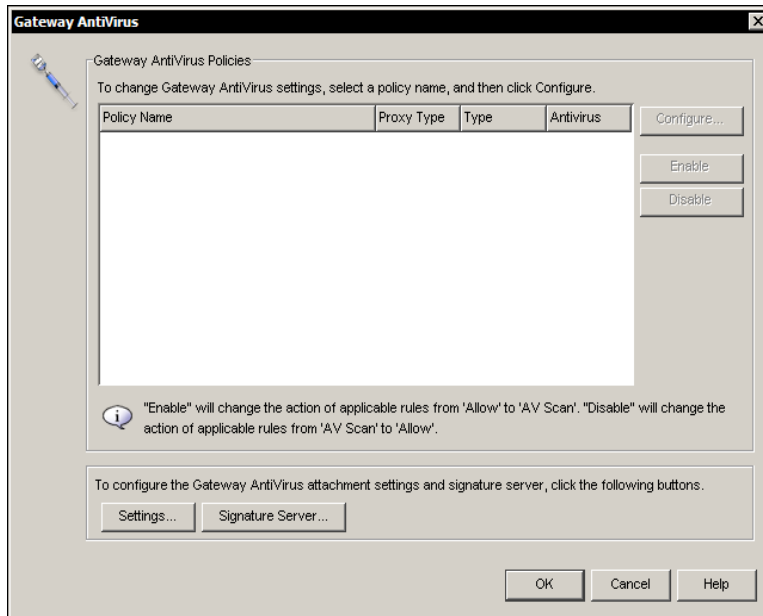 Gateway AntiVirus
Gateway AntiVirus Policies
To change Gateway AntiVirus settings, select a policy name, and then click Configure.
Policy Name Proxy Type Type Antivirus
Configure...
Enable
Disable
"Enable" will change the action of applicable rules from 'Allow' to 'AV Scan'. "Disable" will change the
action of applicable rules from 'AV Scan' to 'Allow'.
To configure the Gateway AntiVirus attachment settings and signature server, click the following buttons.
Settings... Signature Server...
OK Cancel Help